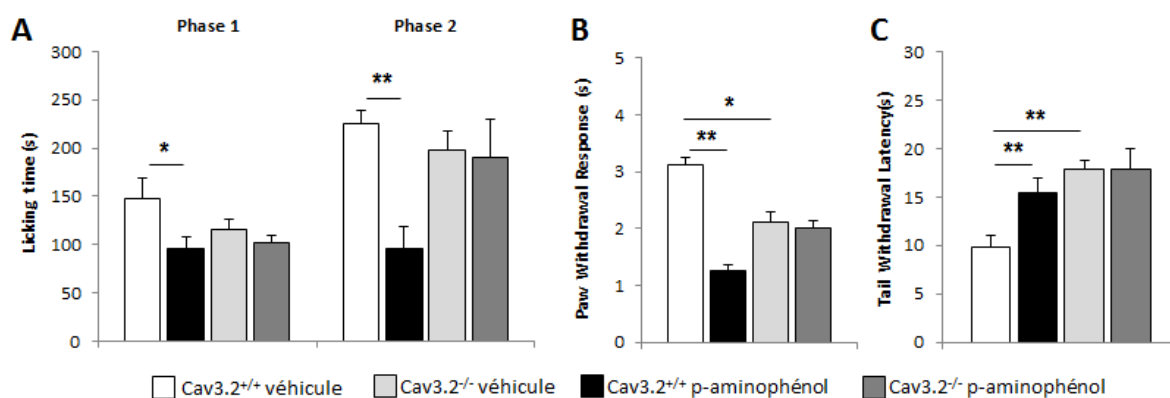 A
Phase 1
Phase 2
Licking time (s)
300
250
200
150
100
50
0
*
**
B
Paw Withdrawal Response (s)
5
4
3
2
1
0
*
**
C
Tail Withdrawal Latency(s)
30
25
20
15
10
5
0
**
**
Cav3.2+/+ véhicule
Cav3.2-/- véhicule
Cav3.2+/+ p-aminophénol
Cav3.2-/- p-aminophénol